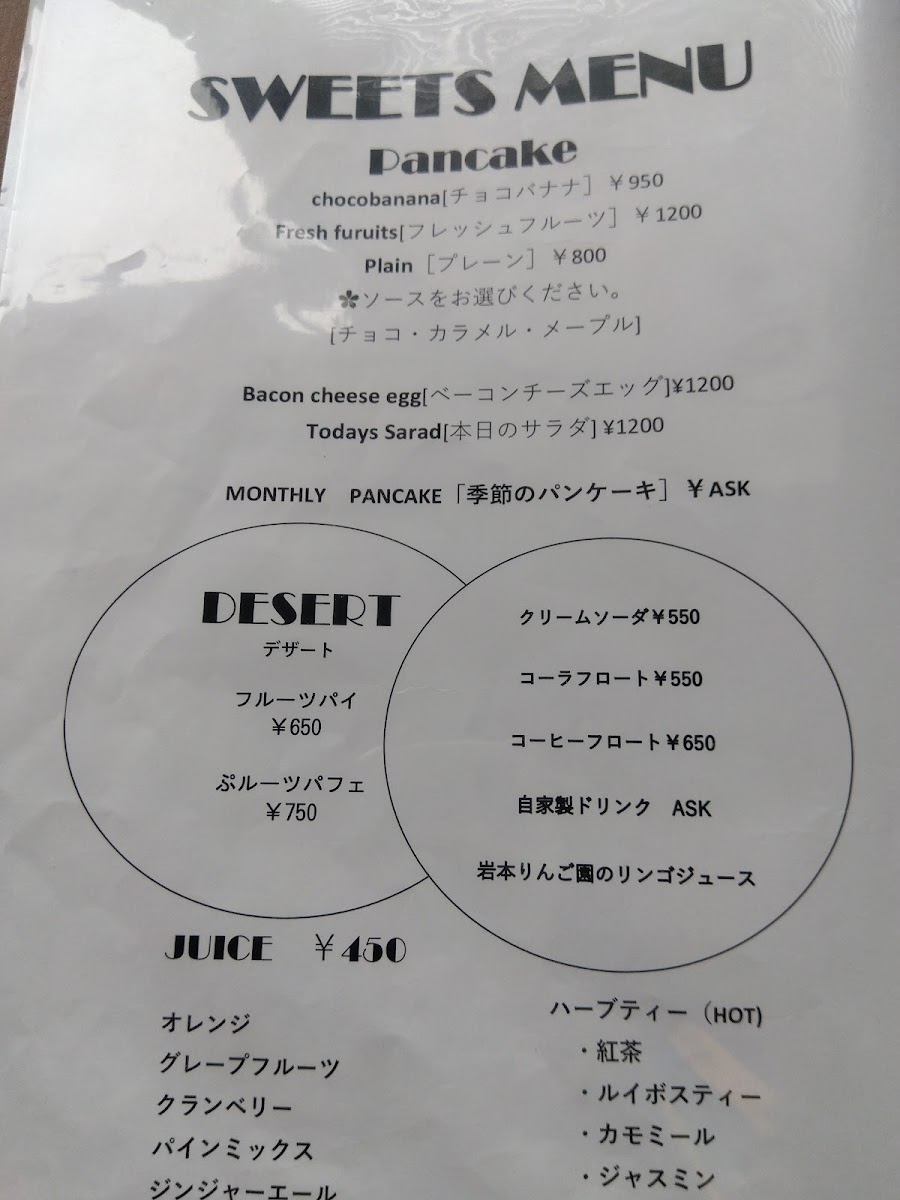 SWEETS MENU
Pancake
chocobanana[チョコバナナ］￥950
Fresh furuits[フレッシュフルーツ］￥1200
Plain［プレーン］￥800
✽ソースをお選びください。
[チョコ・カラメル・メープル]
Bacon cheese egg[ベーコンチーズエッグ]¥1200
Todays Sarad[本日のサラダ] ¥1200
MONTHLY　PANCAKE「季節のパンケーキ］￥ASK
DESERT
デザート
フルーツパイ
￥650
ぷルーツパフェ
￥750
クリームソーダ￥550
コーラフロート￥550
コーヒーフロート￥650
自家製ドリンク　ASK
岩本りんご園のリンゴジュース
JUICE　￥450
オレンジ
グレープフルーツ
クランベリー
パインミックス
ジンジャーエール
ハーブティー（HOT)
・紅茶
・ルイボスティー
・カモミール
・ジャスミン